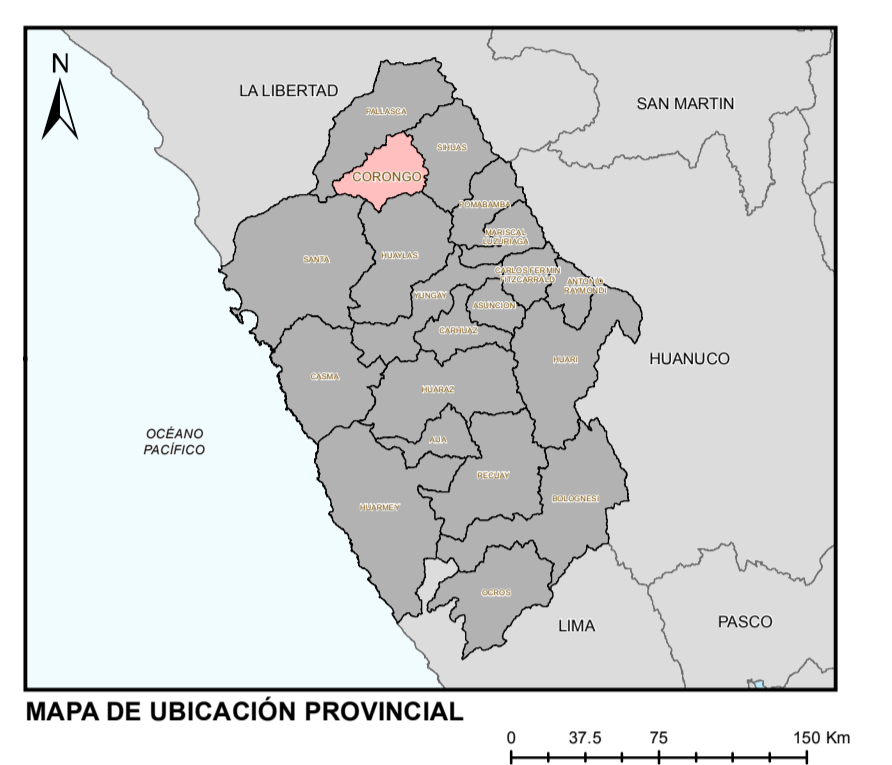 N
LA LIBERTAD
SAN MARTIN
PALLASCA
SIHUAS
CORONGO
POMABAMBA
MARISCAL
LUZURIAGA
SANTA
HUAYLAS
CARLOS FERMIN
FITZCARRALD
ANTONIO
RAYMONDI
YUNGAY
ASUNCION
CARHUAZ
HUARI
HUANUCO
CASMA
HUARAZ
OCÉANO
PACÍFICO
AIJA
RECUAY
BOLOGNESI
HUARMEY
OCROS
LIMA
PASCO
MAPA DE UBICACIÓN PROVINCIAL
0 37.5 75 150 Km